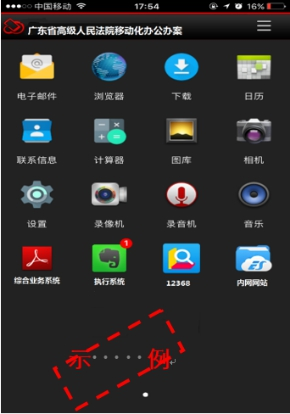 中国移动 17:54 16%
广东省高级人民法院移动化办公办案
电子邮件 浏览器 下载 日历
联系信息 计算器 图库 相机
设置 录像机 录音机 音乐
1
综合业务系统 执行系统 12368 内网网站
示 · · · · · 例